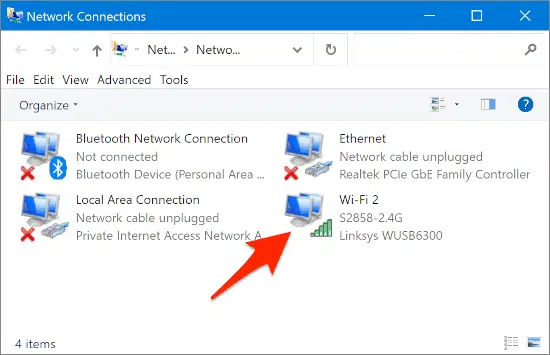 Network Connections
Net... Netwo...
File Edit View Advanced Tools
Organize
Bluetooth Network Connection
Not connected
Bluetooth Device (Personal Area ...
Ethernet
Network cable unplugged
Realtek PCIe GbE Family Controller
Local Area Connection
Network cable unplugged
Private Internet Access Network A...
Wi-Fi 2
S2858-2.4G
Linksys WUSB6300
4 items